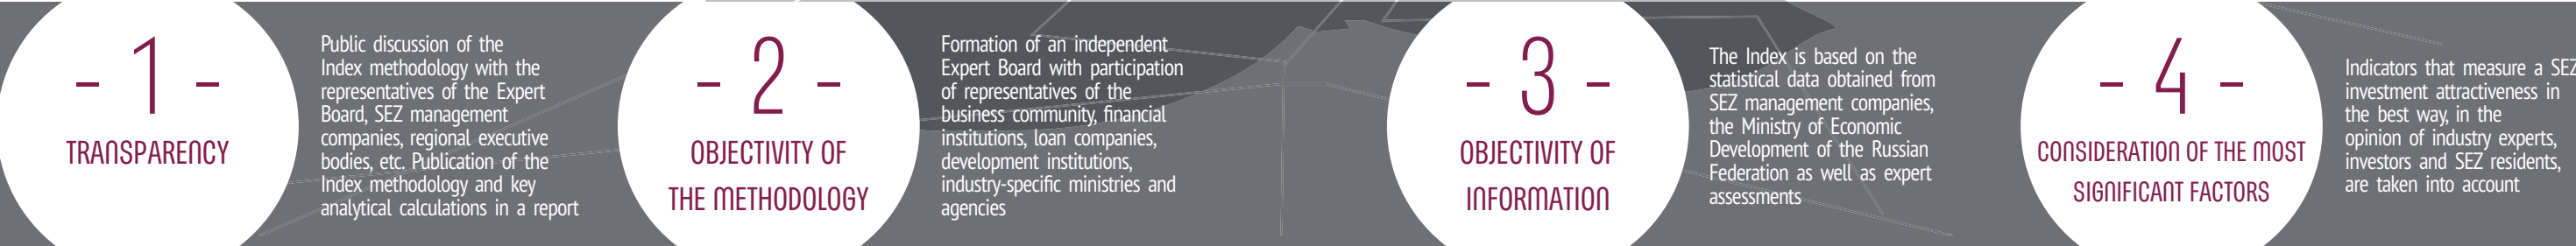 - 1 -
TRANSPARENCY
Public discussion of the
Index methodology with the
representatives of the Expert
Board, SEZ management
companies, regional executive
bodies, etc. Publication of the
Index methodology and key
analytical calculations in a report
- 2 -
OBJECTIVITY OF
THE METHODOLOGY
Formation of an independent
Expert Board with participation
of representatives of the
business community, financial
institutions, loan companies,
development institutions,
industry-specific ministries and
agencies
- 3 -
OBJECTIVITY OF
INFORMATION
The Index is based on the
statistical data obtained from
SEZ management companies,
the Ministry of Economic
Development of the Russian
Federation as well as expert
assessments
- 4 -
CONSIDERATION OF THE MOST
SIGNIFICANT FACTORS
Indicators that measure a SEZ
investment attractiveness in
the best way, in the
opinion of industry experts,
investors and SEZ residents,
are taken into account